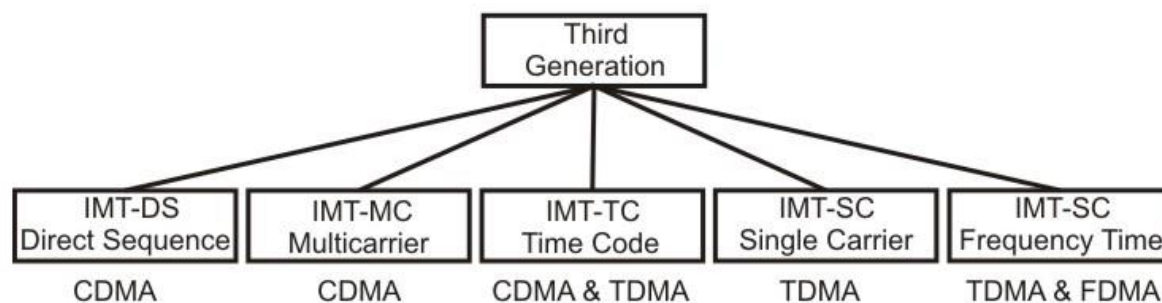 Third
Generation
IMT-DS
Direct Sequence
IMT-MC
Multicarrier
IMT-TC
Time Code
IMT-SC
Single Carrier
IMT-SC
Frequency Time
CDMA
CDMA
CDMA & TDMA
TDMA
TDMA & FDMA